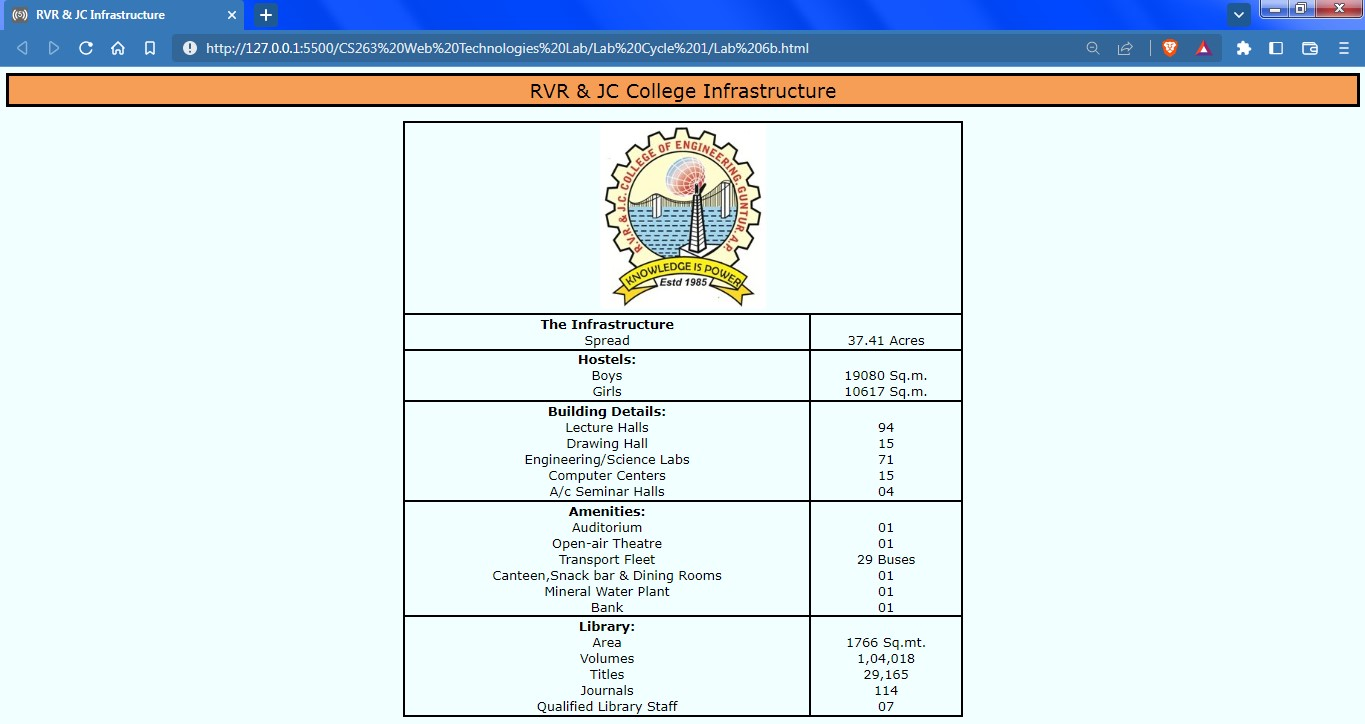 RVR & JC Infrastructure
http://127.0.0.1:5500/CS263%20Web%20Technologies%20Lab/Lab%20Cycle%201/Lab%206b.html
RVR & JC College Infrastructure
R.V.R. & J.C. COLLEGE OF ENGINEERING, GUNTUR. A.P.
KNOWLEDGE IS POWER
Estd 1985
The Infrastructure
Spread 37.41 Acres
Hostels:
Boys 19080 Sq.m.
Girls 10617 Sq.m.
Building Details:
Lecture Halls 94
Drawing Hall 15
Engineering/Science Labs 71
Computer Centers 15
A/c Seminar Halls 04
Amenities:
Auditorium 01
Open-air Theatre 01
Transport Fleet 29 Buses
Canteen,Snack bar & Dining Rooms 01
Mineral Water Plant 01
Bank 01
Library:
Area 1766 Sq.mt.
Volumes 1,04,018
Titles 29,165
Journals 114
Qualified Library Staff 07